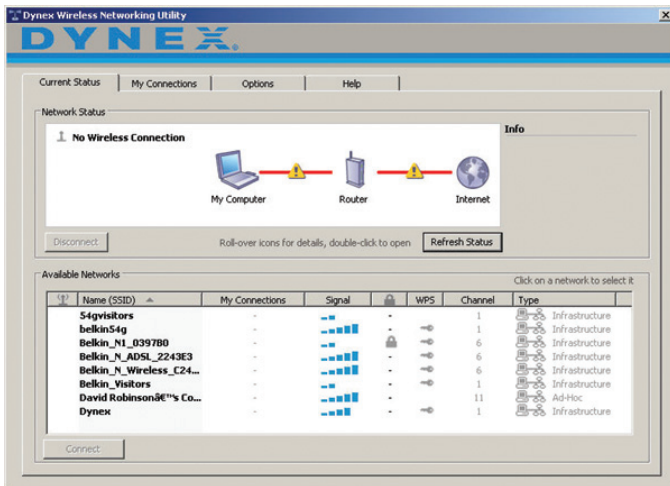 Dynex Wireless Networking Utility
DYNEX.
Current Status My Connections Options Help
Network Status
No Wireless Connection
Info
My Computer Router Internet
Disconnect Roll-over icons for details, double-click to open Refresh Status
Available Networks
Click on a network to select it
Name (SSID) My Connections Signal WPS Channel Type
54gvisitors - - 1 Infrastructure
belkin54g - - 1 Infrastructure
Belkin_N1_0397B0 - 6 Infrastructure
Belkin_N_ADSL_2243E3 - - 6 Infrastructure
Belkin_N_Wireless_C24... - - 6 Infrastructure
Belkin_Visitors - - 1 Infrastructure
David Robinsonâ€™s Co... - - 11 Ad-Hoc
Dynex - - 1 Infrastructure
Connect